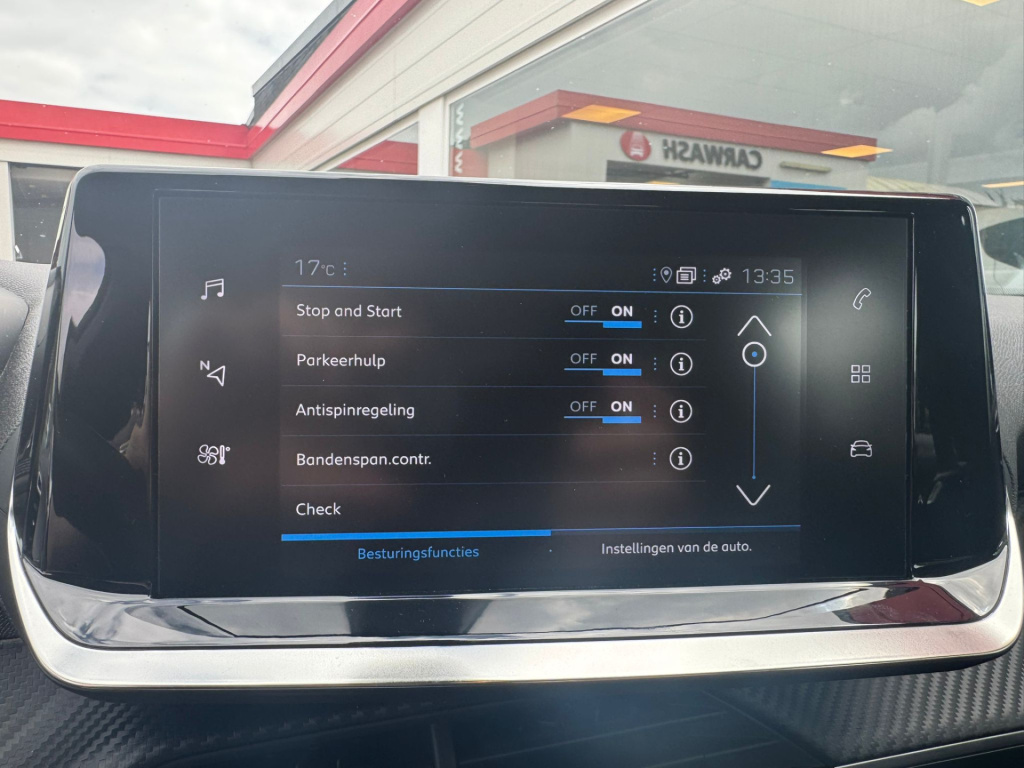 CARWASH
17°C
13:35
Stop and Start OFF ON
N
Parkeerhulp OFF ON
Antispinregeling OFF ON
Bandenspan.contr.
Check
Besturingsfuncties Instellingen van de auto.